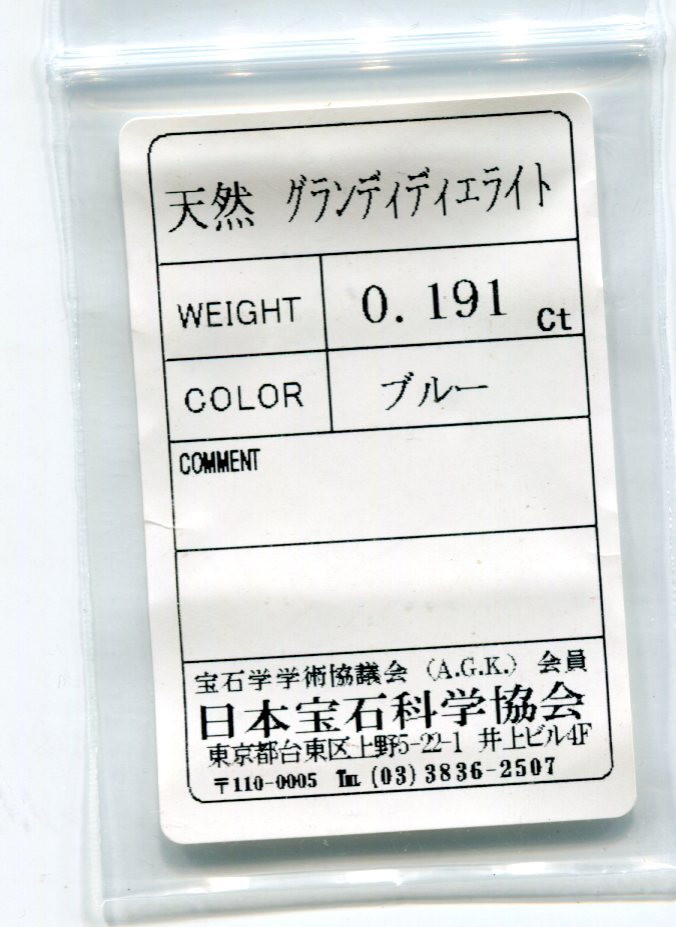 天然 グランディディエライト
WEIGHT 0.191 Ct
COLOR ブルー
COMMENT
宝石学学術協議会 (A.G.K.) 会員
日本宝石科学協会
東京都台東区上野5-22-1 井上ビル4F
〒110-0005 ℡ (03) 3836-2507